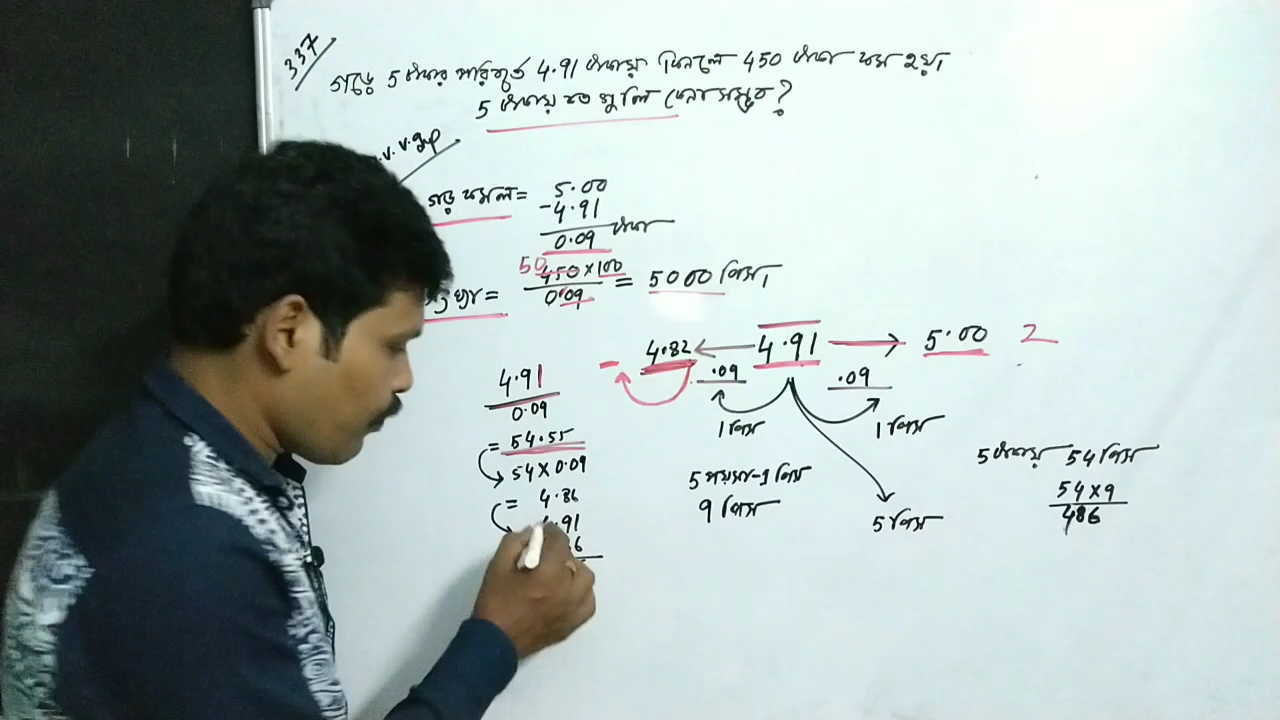 337
গড়ে 5 টাকার পরিবর্তে 4.91 টাকায় কিনলে 450 টাকা কম হয়।
5 টাকায় কত গুলি কেনা সম্ভব?
.v.v.gup
গড় কমল =
5.00
-4.91
0.09 টাকা
50
450×100
0.09
= 5000 পিস।
4.82 ← 4.91 → 5.00 2
-
.09 .09
1 পিস 1 পিস
4.91
0.09
= 54.55
54×0.09
= 4.86
.91
6
5 পয়সা-1 পিস
9 পিস
5 পিস
5 টাকায় 54 পিস
54×9
486